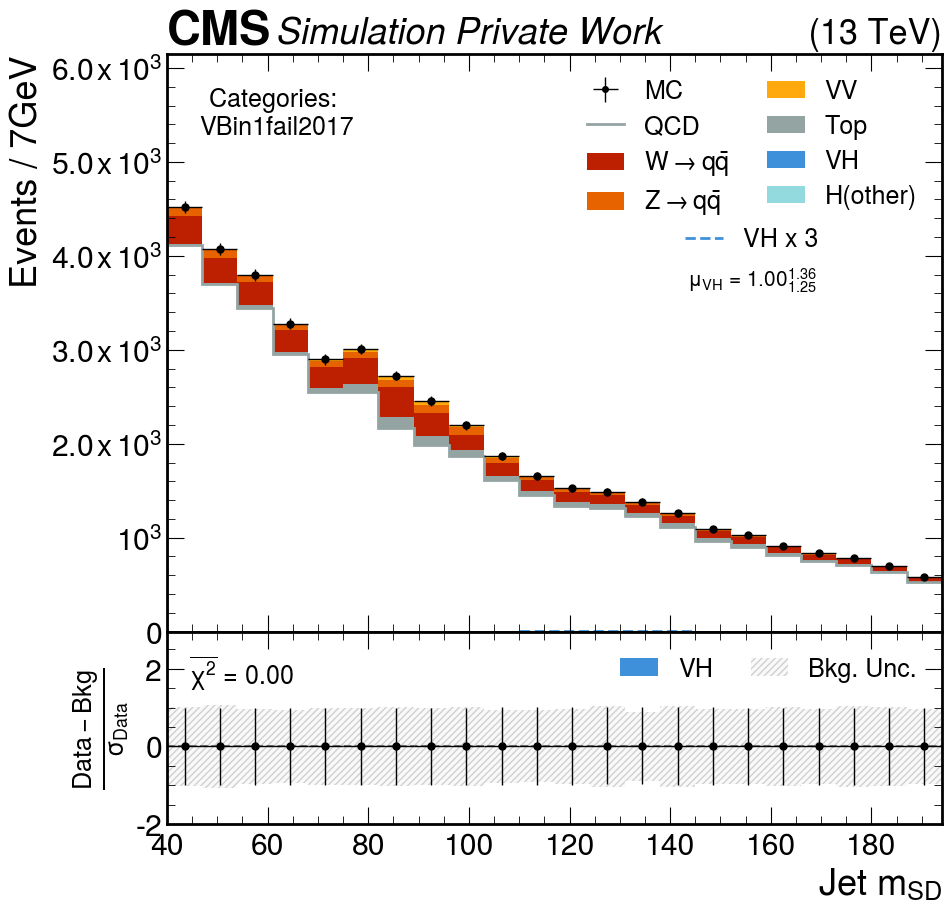 CMS Simulation Private Work (13 TeV)
Events / 7GeV
6.0 x 10³
5.0 x 10³
4.0 x 10³
3.0 x 10³
2.0 x 10³
10³
0
Categories:
VBin1fail2017
MC
QCD
W → qq̄
Z → qq̄
VV
Top
VH
H(other)
VH x 3
μVH = 1.00 1.36 1.25
χ² = 0.00
VH
Bkg. Unc.
Data – Bkg
σData
2
0
-2
40 60 80 100 120 140 160 180
Jet mSD